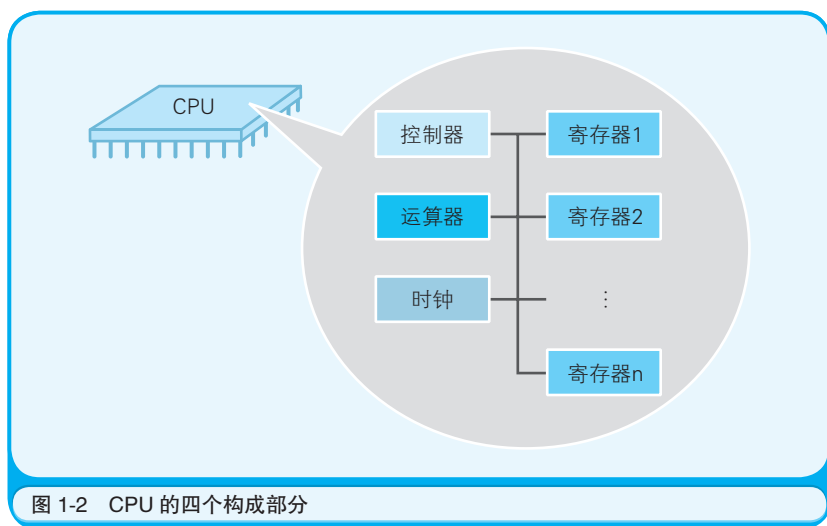 CPU
控制器
寄存器1
运算器
寄存器2
时钟
⋮
寄存器n
图 1-2 CPU 的四个构成部分